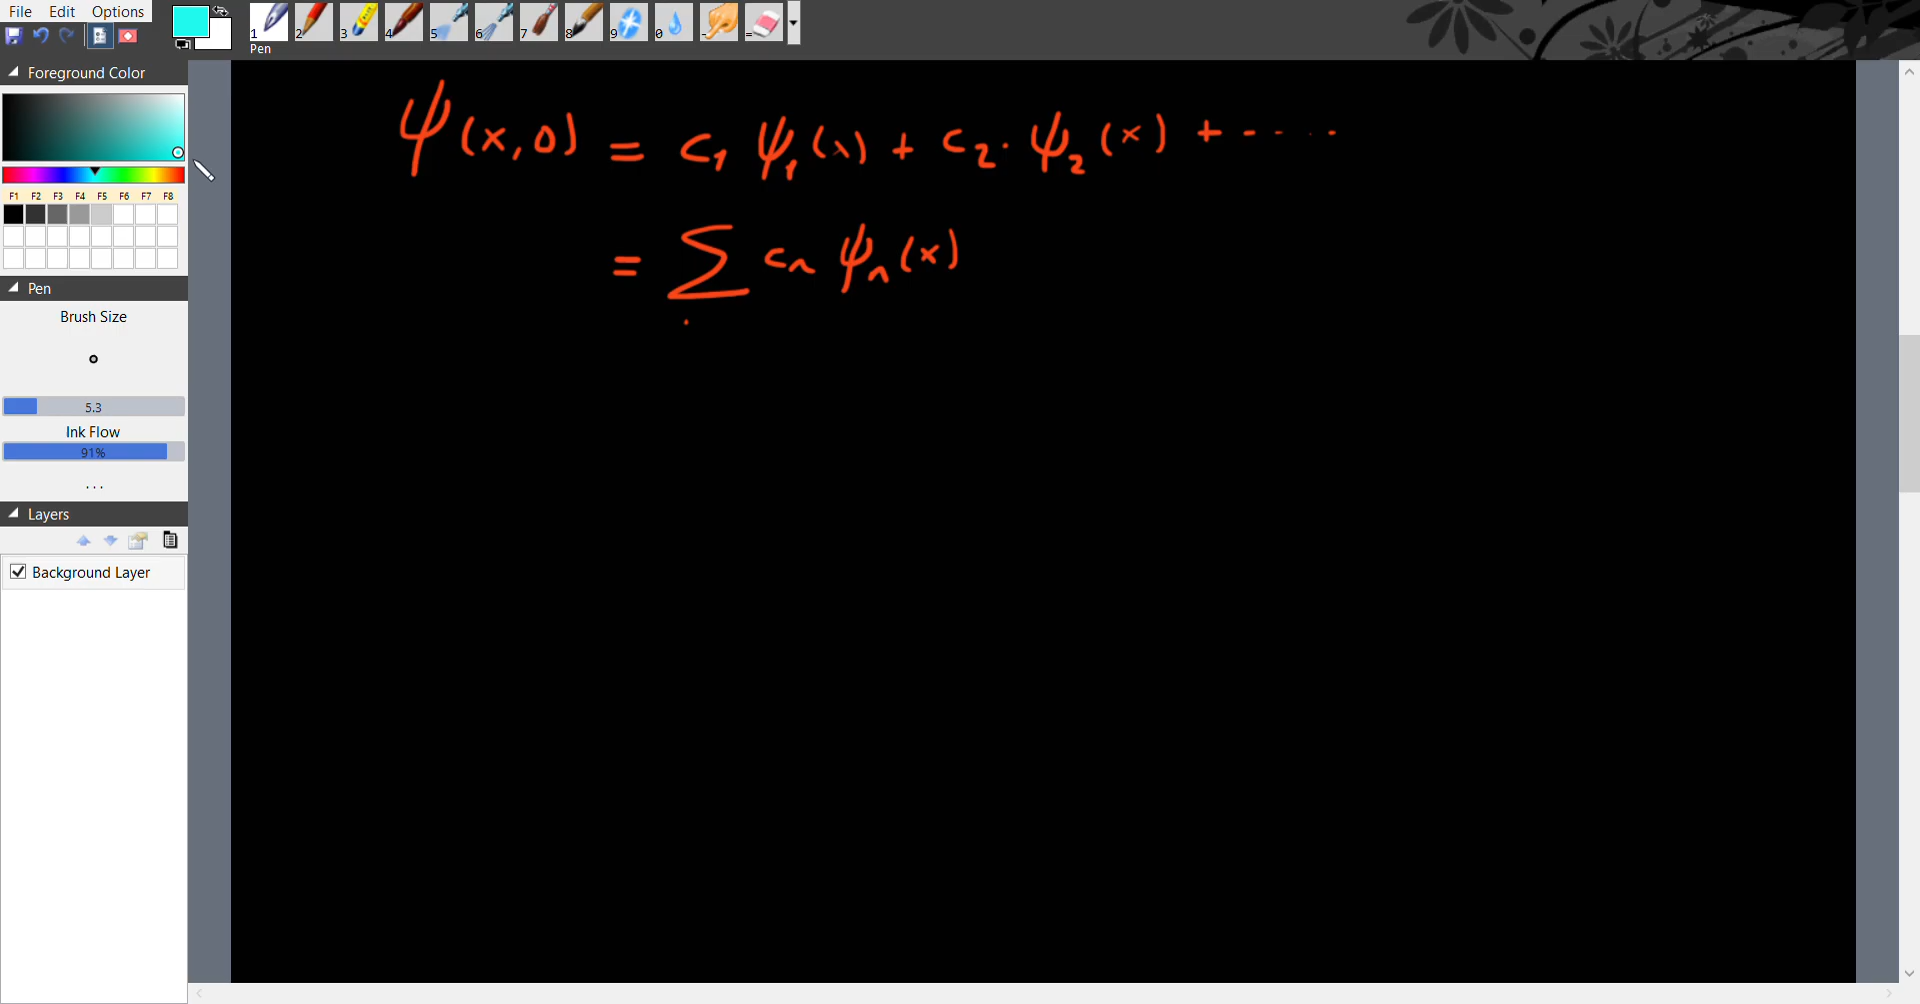 File Edit Options
1 2 3 4 5 6 7 8 9 0 - =
Pen
Foreground Color
F1 F2 F3 F4 F5 F6 F7 F8
Pen
Brush Size
5.3
Ink Flow
91%
...
Layers
Background Layer
ψ(x,0) = c₁ ψ₁(x) + c₂· ψ₂(x) + -----
= ∑ cₙ ψₙ(x)